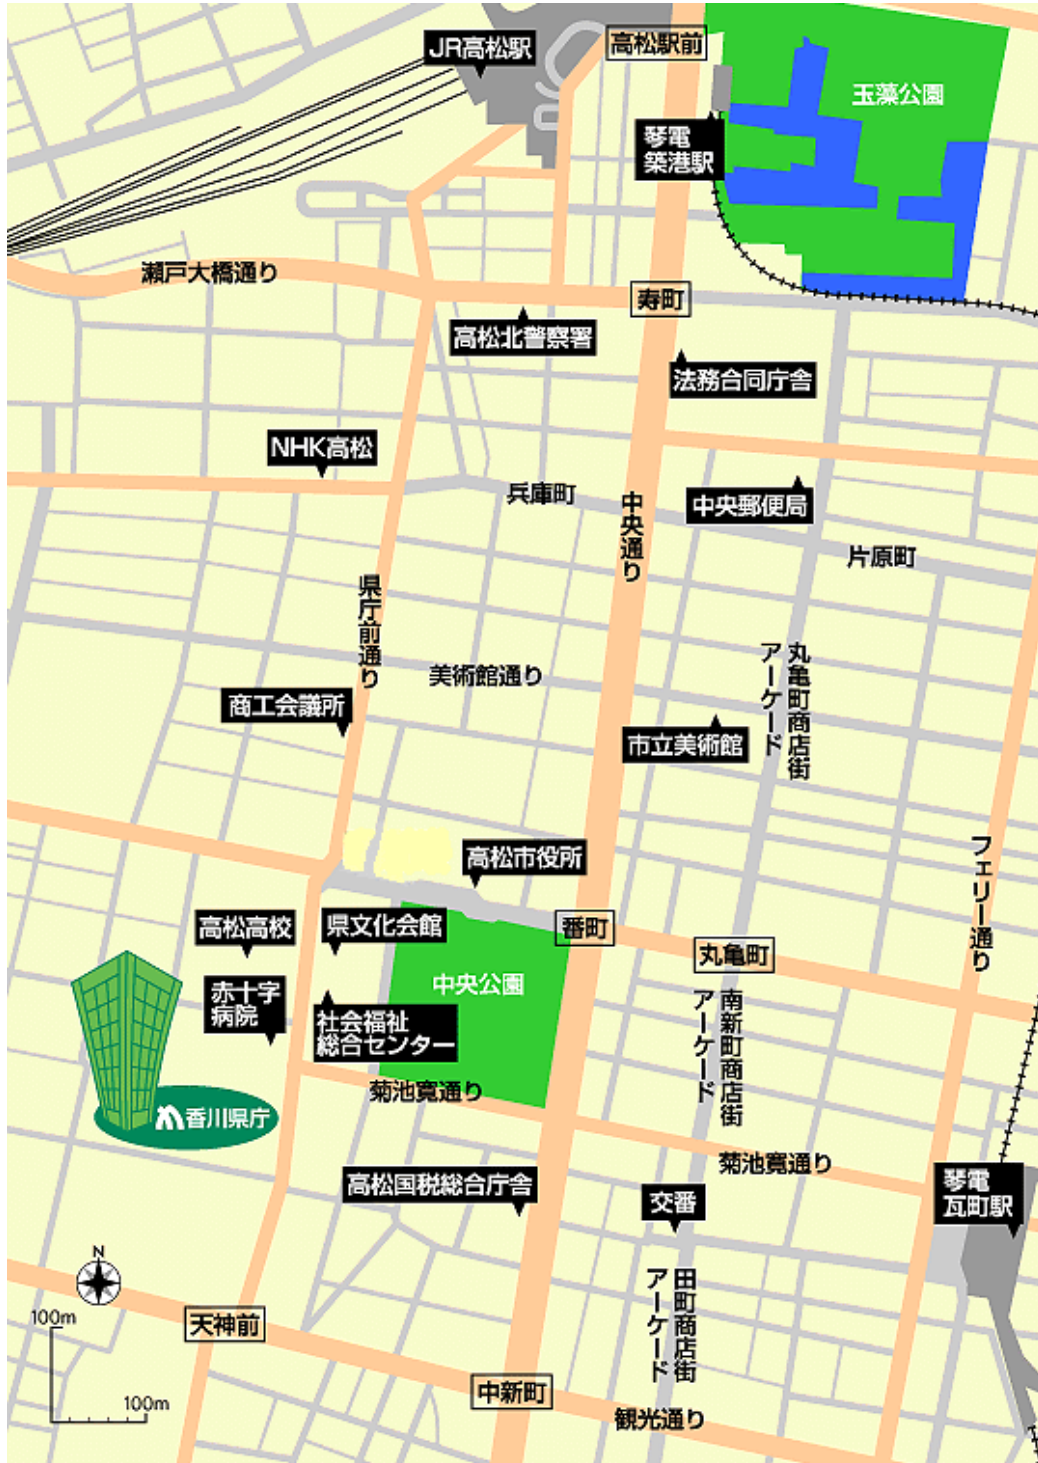 JR高松駅
高松駅前
玉藻公園
琴電
築港駅
瀬戸大橋通り
寿町
高松北警察署
法務合同庁舎
NHK高松
兵庫町
中央通り
中央郵便局
片原町
県庁前通り
美術館通り
丸亀町商店街
アーケード
商工会議所
市立美術館
フェリー通り
高松市役所
高松高校
県文化会館
番町
丸亀町
中央公園
赤十字
病院
社会福祉
総合センター
南新町商店街
アーケード
菊池寛通り
香川県庁
菊池寛通り
高松国税総合庁舎
交番
琴電
瓦町駅
N
100m
100m
天神前
田町商店街
アーケード
中新町
観光通り